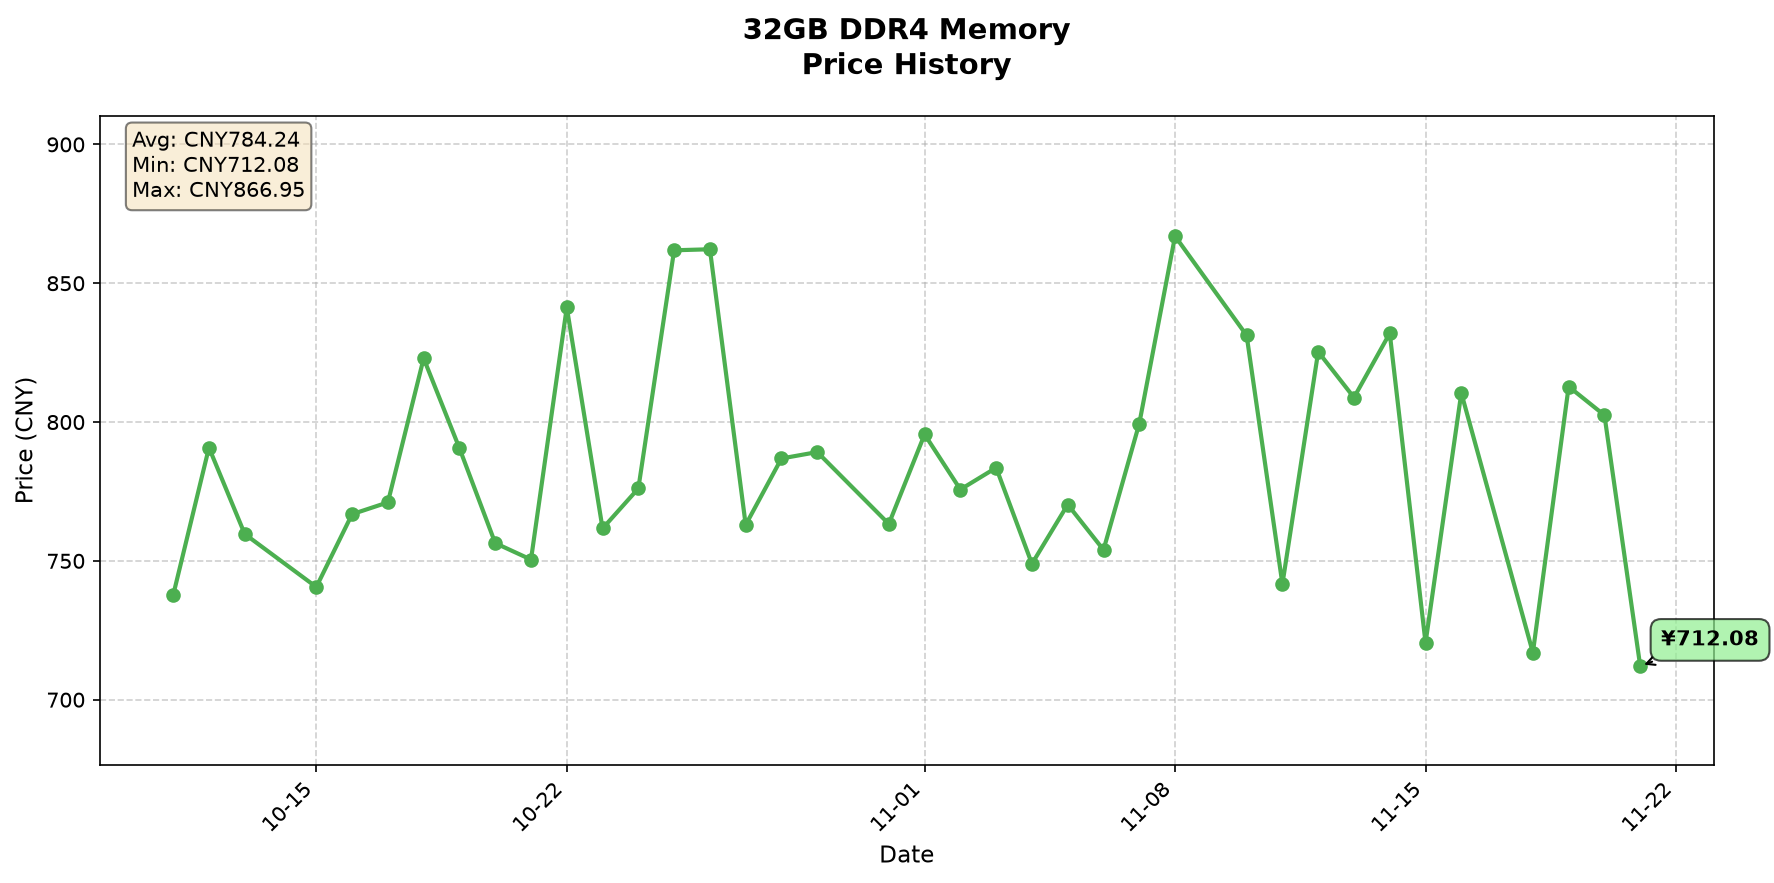 32GB DDR4 Memory
Price History
Avg: CNY784.24
Min: CNY712.08
Max: CNY866.95
900
850
800
750
700
Price (CNY)
¥712.08
10-15
10-22
11-01
11-08
11-15
11-22
Date